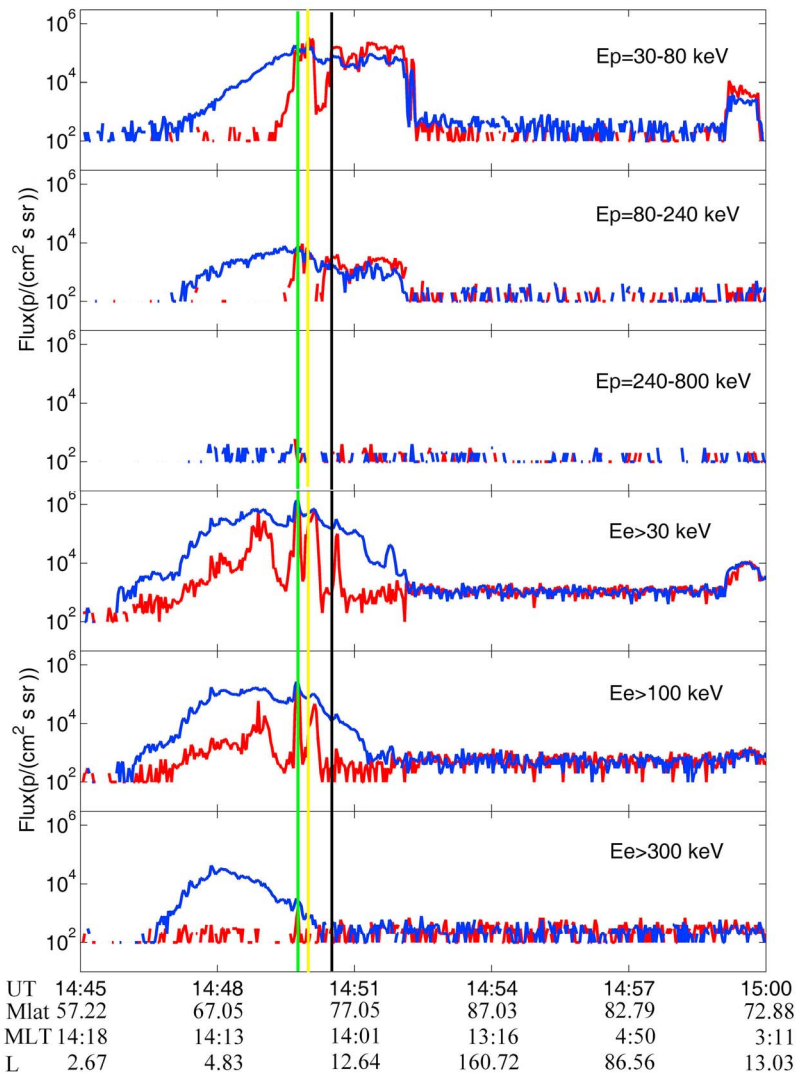 10^6
10^4
10^2
Ep=30-80 keV
10^6
10^4
10^2
Ep=80-240 keV
Flux(p/(cm^2 s sr ))
10^6
10^4
10^2
Ep=240-800 keV
10^6
10^4
10^2
Ee>30 keV
10^6
10^4
10^2
Ee>100 keV
Flux(p/(cm^2 s sr ))
10^6
10^4
10^2
Ee>300 keV
UT 14:45 14:48 14:51 14:54 14:57 15:00
Mlat 57.22 67.05 77.05 87.03 82.79 72.88
MLT 14:18 14:13 14:01 13:16 4:50 3:11
L 2.67 4.83 12.64 160.72 86.56 13.03